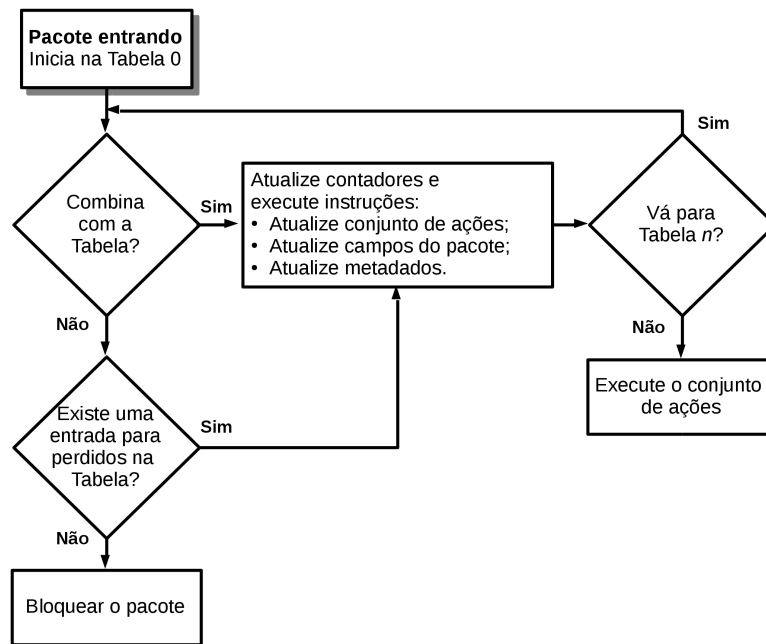 Pacote entrando
Inicia na Tabela 0
Sim
Combina
com a
Tabela?
Sim
Atualize contadores e
execute instruções:
• Atualize conjunto de ações;
• Atualize campos do pacote;
• Atualize metadados.
Vá para
Tabela n?
Não
Não
Existe uma
entrada para
perdidos na
Tabela?
Sim
Execute o conjunto
de ações
Não
Bloquear o pacote